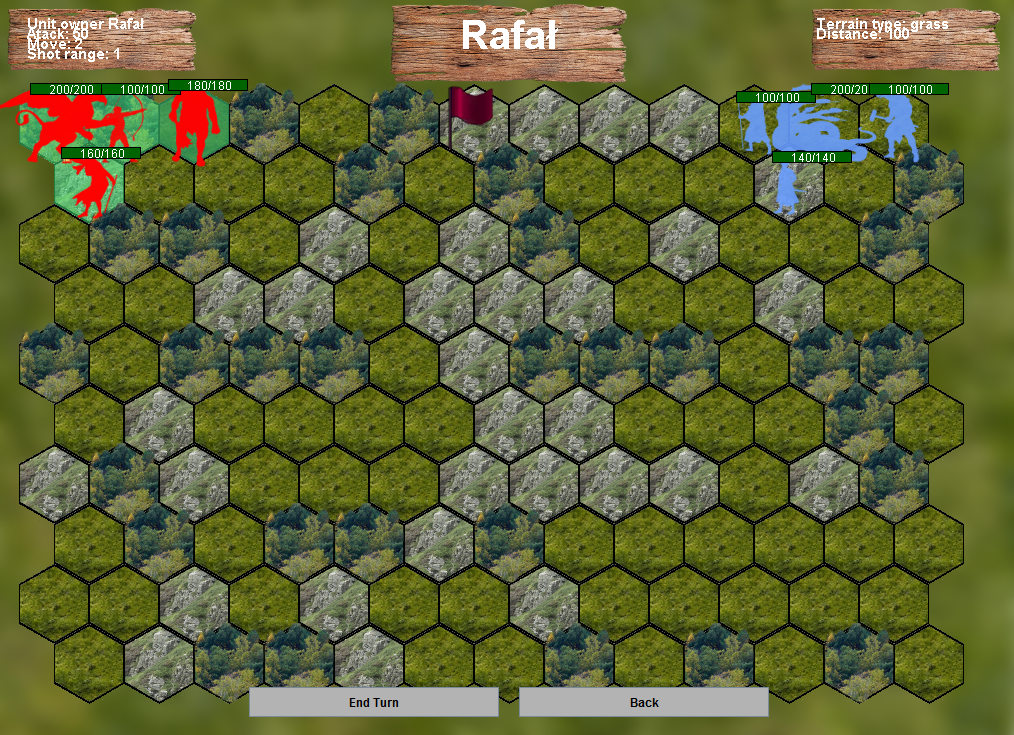 Unit owner Rafał
Atack: 60
Move: 2
Shot range: 1
Rafał
Terrain type: grass
Distance: 100
200/200
100/100
180/180
100/100
200/20
100/100
160/160
140/140
End Turn
Back